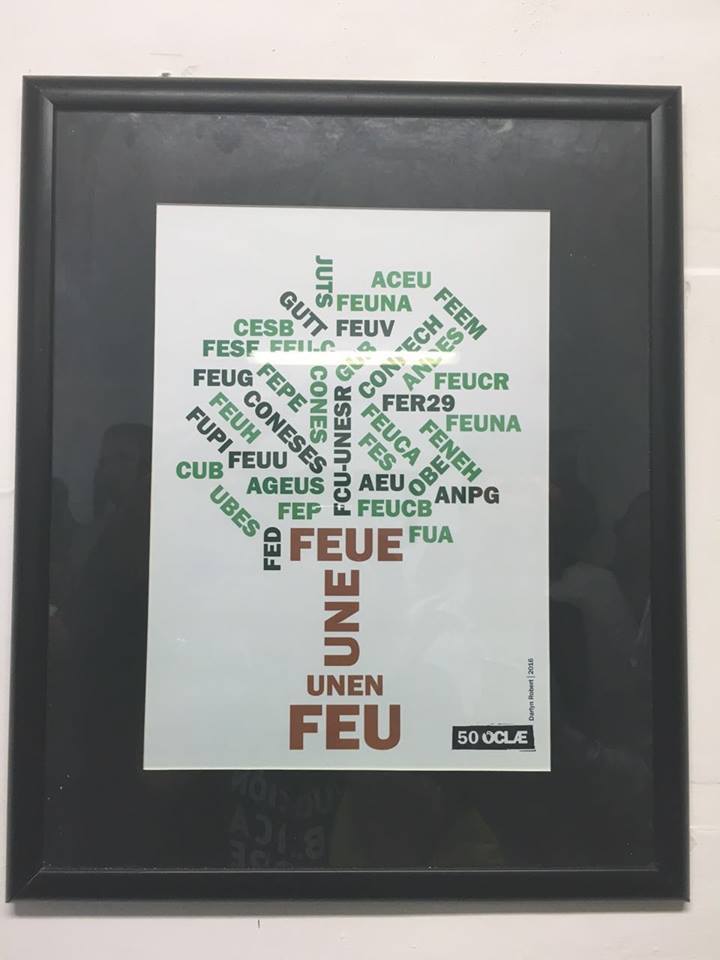 JUTS
ACEU
FEEM
GUTT
FEUNA
CESB
FEUV
CONFECH
FESE
FEU-C
GUB
ANDES
FEUG
FEPE
CONES
FEUCR
FEUH
CONESES
FCU-UNESR
FER29
FUPI
FEUCA
FEUNA
FEUU
FES
FENEH
CUB
AGEUS
AEU
OBE
ANPG
UBES
FEP
FEUCB
FED
FEUE
FUA
UNE
UNEN
FEU
Darlyn Robert | 2016
50 OCLAE